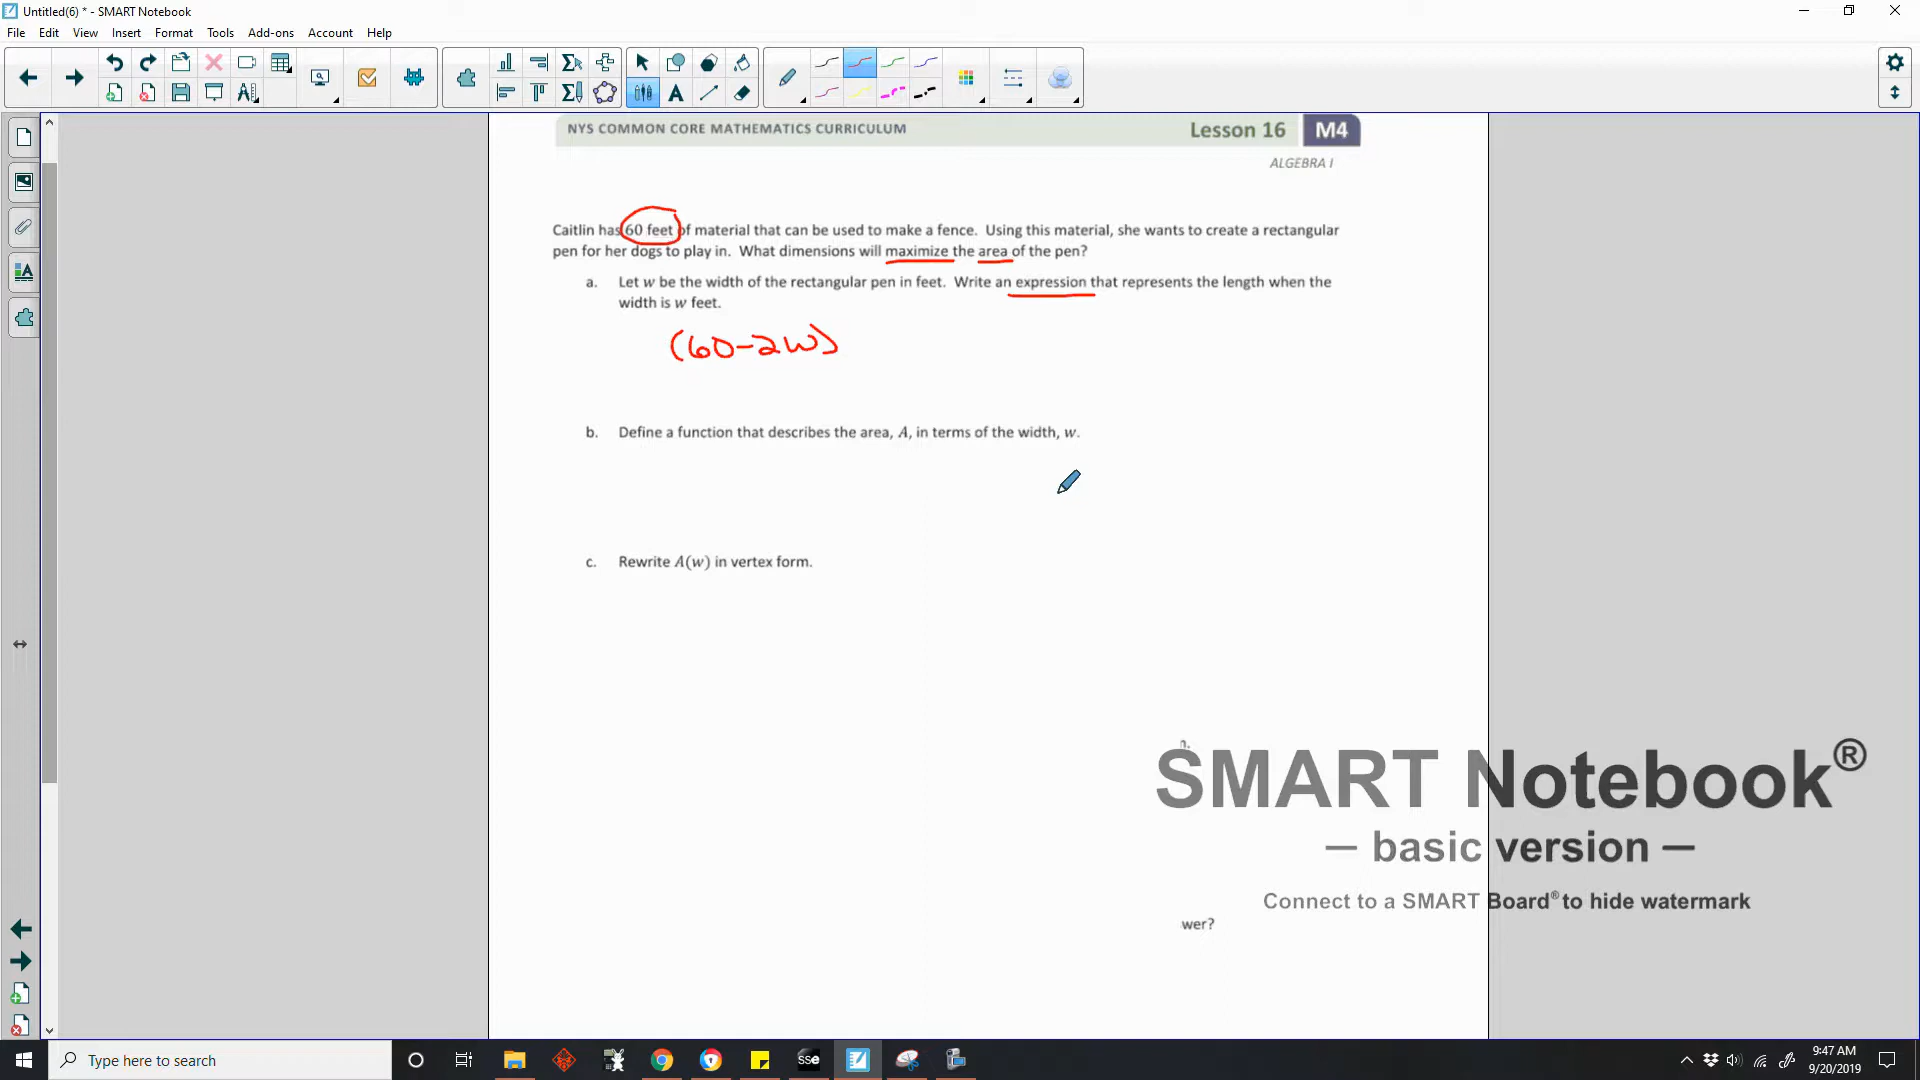 Untitled(6) * - SMART Notebook
File Edit View Insert Format Tools Add-ons Account Help
NYS COMMON CORE MATHEMATICS CURRICULUM Lesson 16 M4
ALGEBRA I
Caitlin has 60 feet of material that can be used to make a fence. Using this material, she wants to create a rectangular
pen for her dogs to play in. What dimensions will maximize the area of the pen?
a. Let w be the width of the rectangular pen in feet. Write an expression that represents the length when the
width is w feet.
(60-2w)
b. Define a function that describes the area, A, in terms of the width, w.
c. Rewrite A(w) in vertex form.
SMART Notebook®
— basic version —
Connect to a SMART Board® to hide watermark
wer?
Type here to search
SSe
9:47 AM
9/20/2019